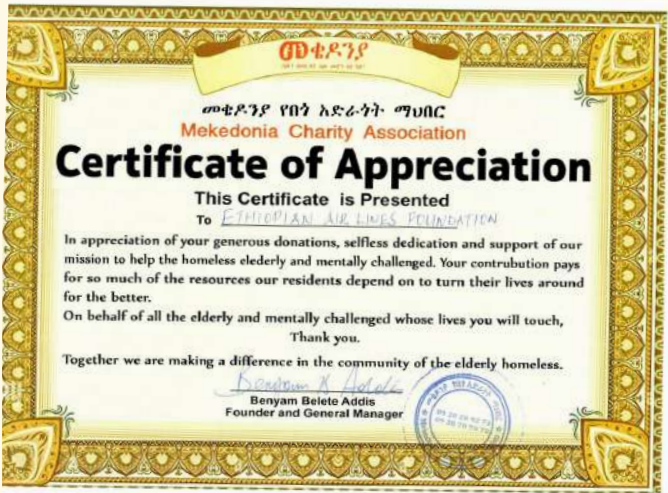 መቄዶንያ
መቄዶንያ የበጎ አድራጎት ማህበር
Mekedonia Charity Association
Certificate of Appreciation
This Certificate is Presented
To ETHIOPIAN AIR LINES FOUNDATION
In appreciation of your generous donations, selfless dedication and support of our
mission to help the homeless elederly and mentally challenged. Your contrubution pays
for so much of the resources our residents depend on to turn their lives around
for the better.
On behalf of all the elderly and mentally challenged whose lives you will touch,
Thank you.
Together we are making a difference in the community of the elderly homeless.
Benyam Belete Addis
Founder and General Manager